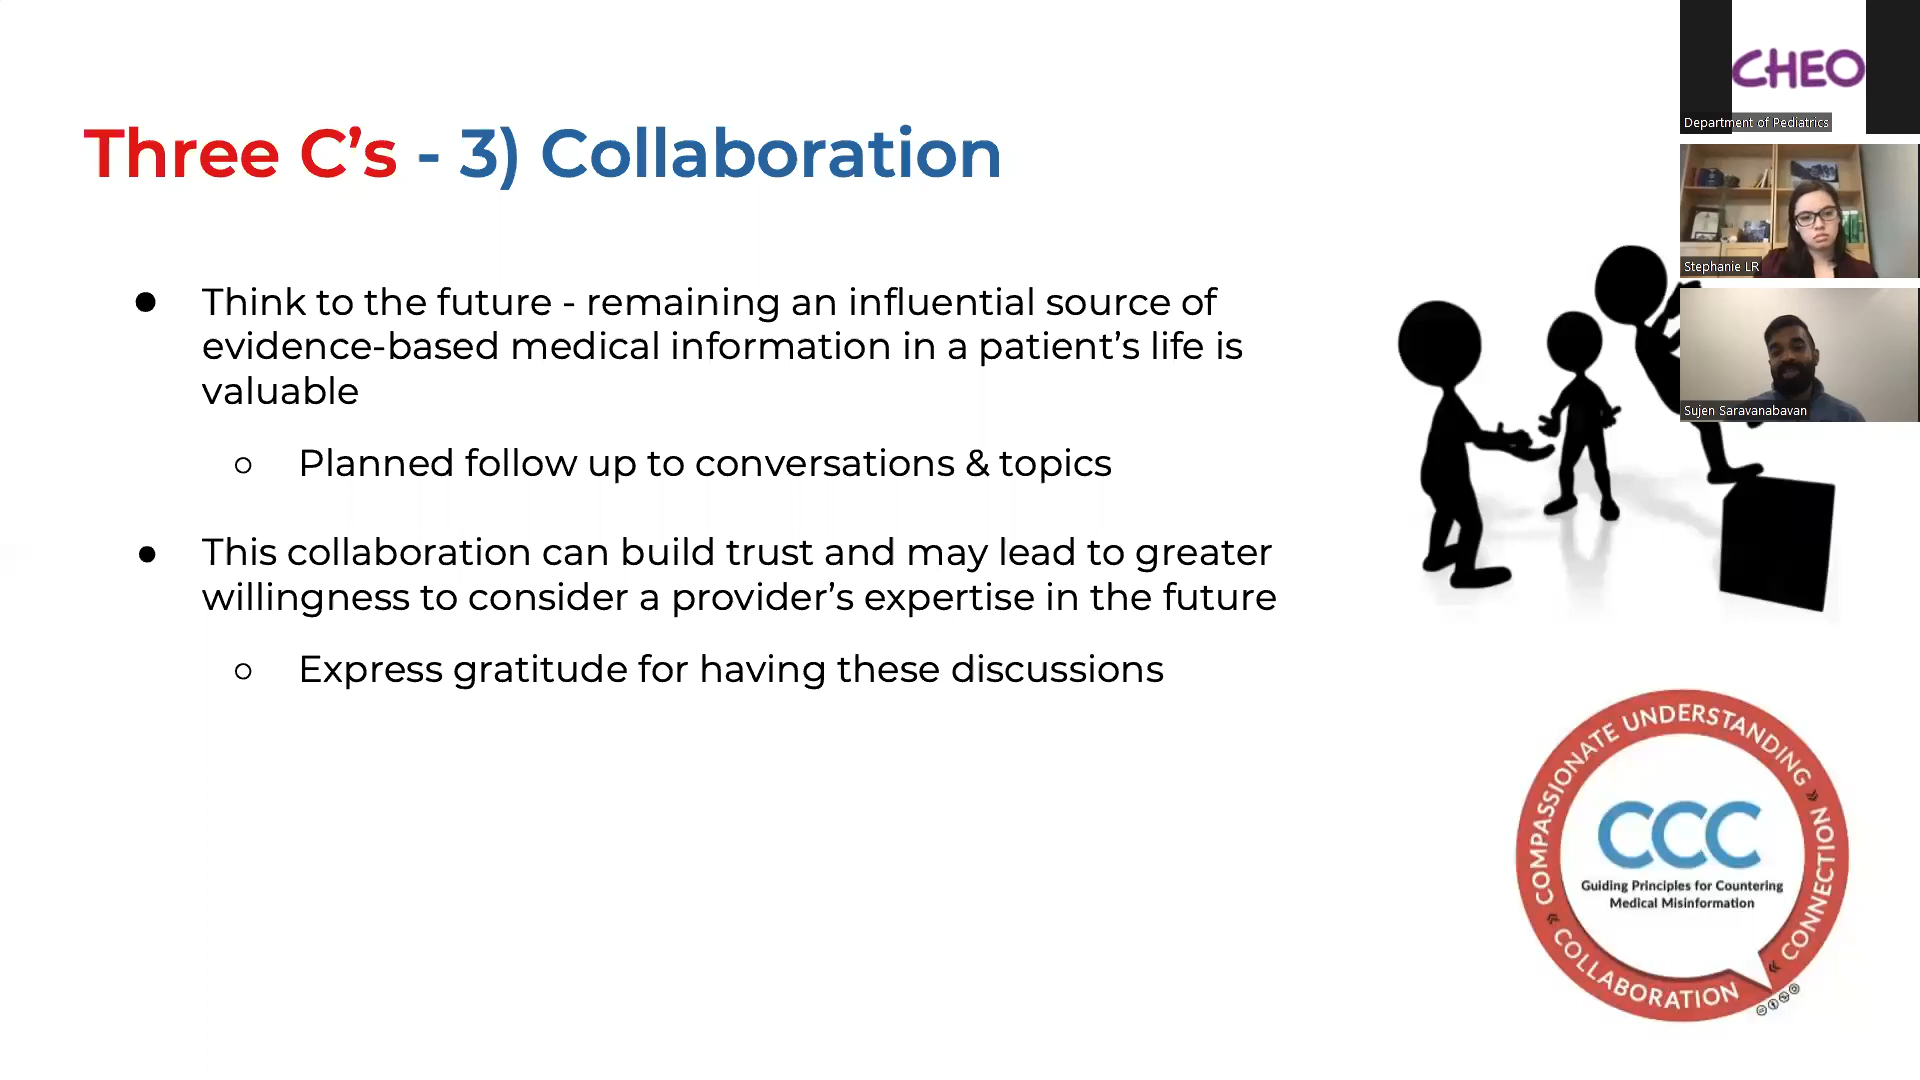 Three C’s - 3) Collaboration
● Think to the future - remaining an influential source of
evidence-based medical information in a patient’s life is
valuable
○ Planned follow up to conversations & topics
● This collaboration can build trust and may lead to greater
willingness to consider a provider’s expertise in the future
○ Express gratitude for having these discussions
CHEO
Department of Pediatrics
Stephanie LR
Sujen Saravanabavan
COMPASSIONATE UNDERSTANDING » CONNECTION » COLLABORATION »
CCC
Guiding Principles for Countering
Medical Misinformation